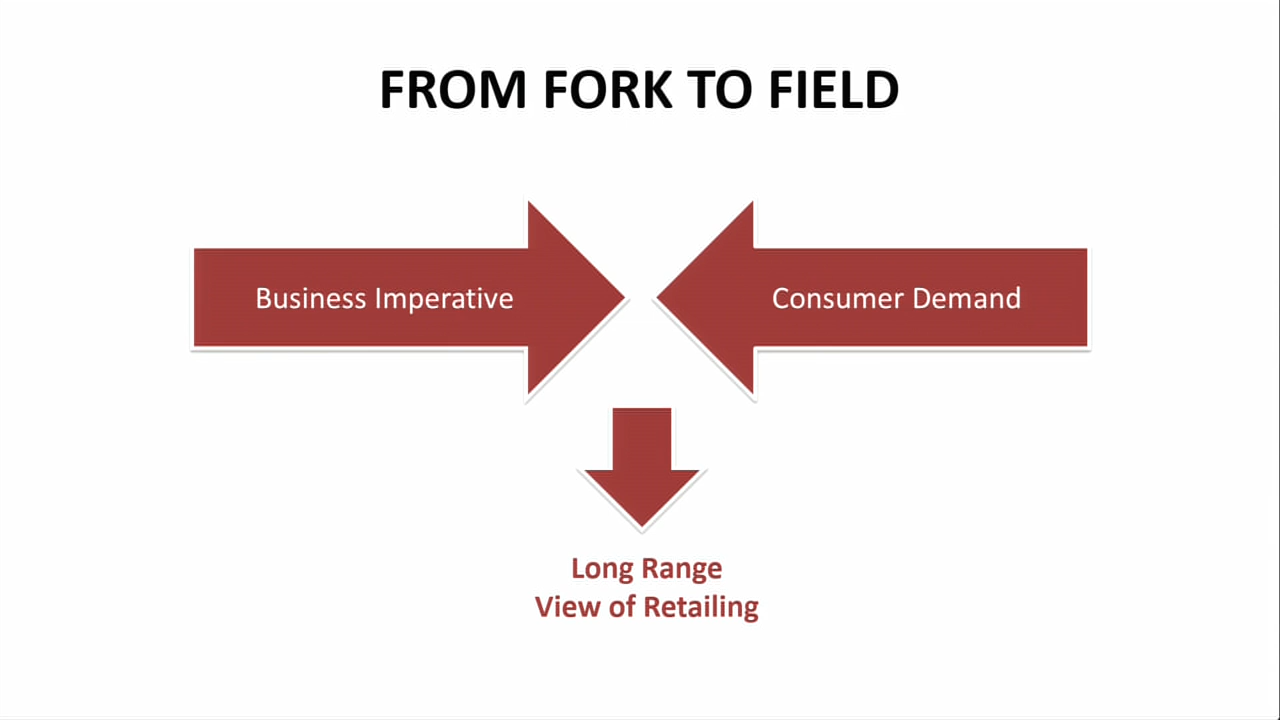 FROM FORK TO FIELD
Business Imperative
Consumer Demand
Long Range
View of Retailing